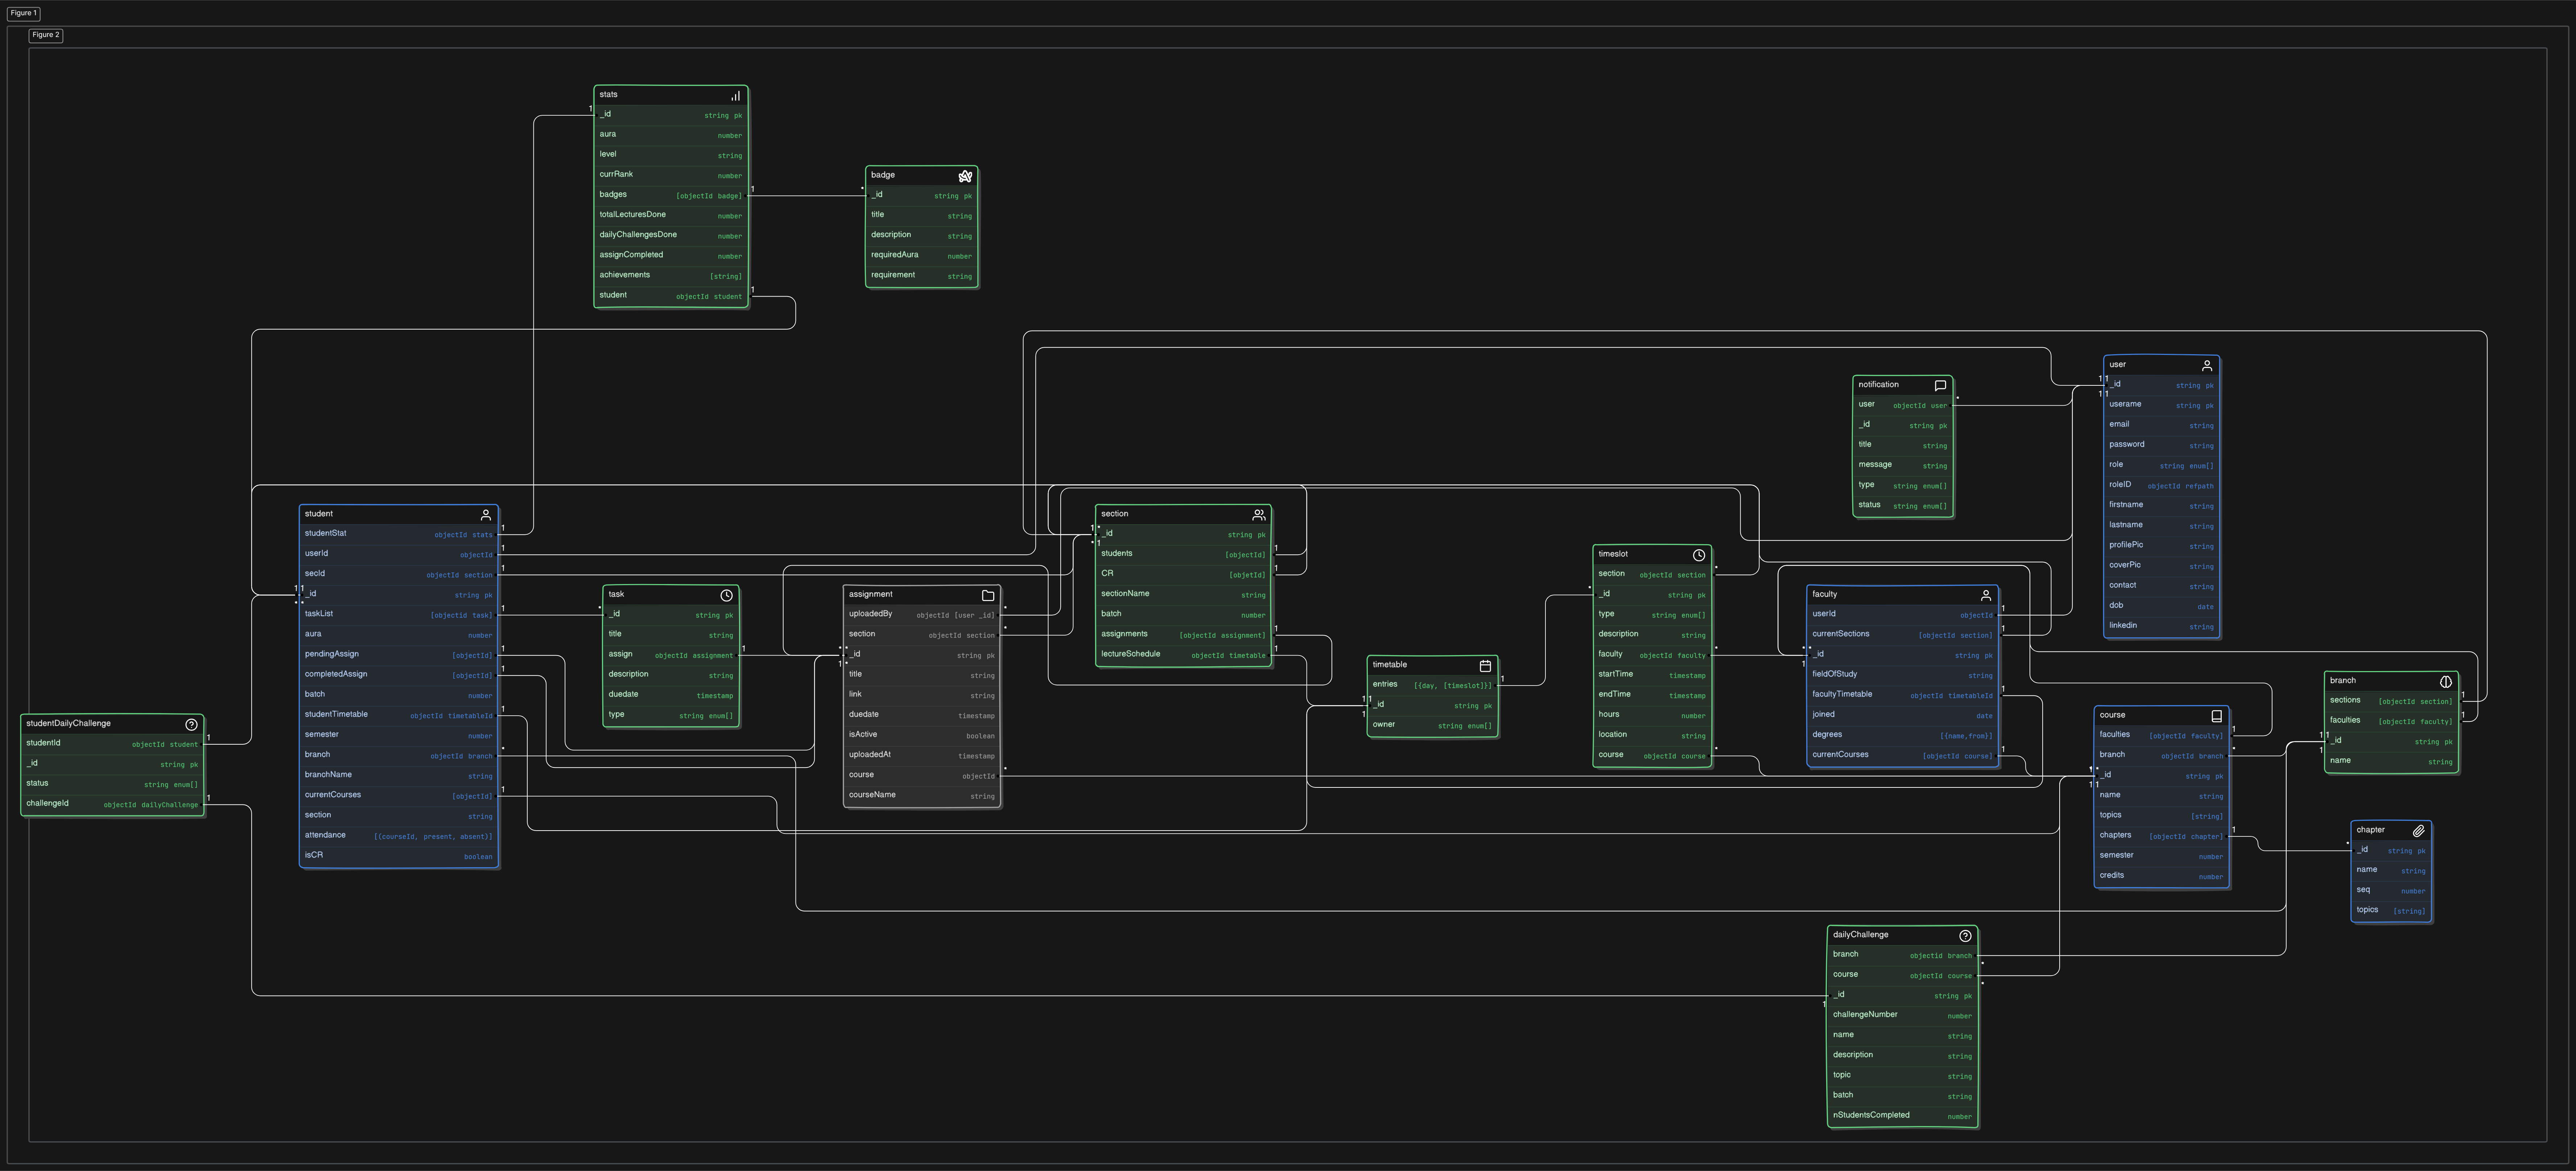 Figure 1
Figure 2
stats
_id string pk
aura number
level string
currRank number
badges [objectId badge]
totalLecturesDone number
dailyChallengesDone number
assignCompleted number
achievements [string]
student objectId student
badge
_id string pk
title string
description string
requiredAura number
requirement string
notification
user objectId user
_id string pk
title string
message string
type string enum[]
status string enum[]
user
_id string pk
userame string pk
email string
password string
role string enum[]
roleID objectId refpath
firstname string
lastname string
profilePic string
coverPic string
contact string
dob date
linkedin string
student
studentStat objectId stats
userId objectId
secId objectId section
_id string pk
taskList [objectId task]
aura number
pendingAssign [objectId]
completedAssign [objectId]
batch number
studentTimetable objectId timetableId
semester number
branch objectId branch
branchName string
currentCourses [objectId]
section string
attendance [{courseId, present, absent}]
isCR boolean
section
_id string pk
students [objectId]
CR [objetId]
sectionName string
batch number
assignments [objectId assignment]
lectureSchedule objectId timetable
timeslot
section objectId section
_id string pk
type string enum[]
description string
faculty objectId faculty
startTime timestamp
endTime timestamp
hours number
location string
course objectId course
task
_id string pk
title string
assign objectId assignment
description string
duedate timestamp
type string enum[]
assignment
uploadedBy objectId [user _id]
section objectId section
_id string pk
title string
link string
duedate timestamp
isActive boolean
uploadedAt timestamp
course objectId
courseName string
faculty
userId objectId
currentSections [objectId section]
_id string pk
fieldOfStudy string
facultyTimetable objectId timetableId
joined date
degrees [{name,from}]
currentCourses [objectId course]
timetable
entries [{day, [timeslot]}]
_id string pk
owner string enum[]
branch
sections [objectId section]
faculties [objectId faculty]
_id string pk
name string
course
faculties [objectId faculty]
branch objectId branch
_id string pk
name string
topics [string]
chapters [objectId chapter]
semester number
credits number
studentDailyChallenge
studentId objectId student
_id string pk
status string enum[]
challengeId objectId dailyChallenge
chapter
_id string pk
name string
seq number
topics [string]
dailyChallenge
branch objectid branch
course objectId course
_id string pk
challengeNumber number
name string
description string
topic string
batch string
nStudentsCompleted number